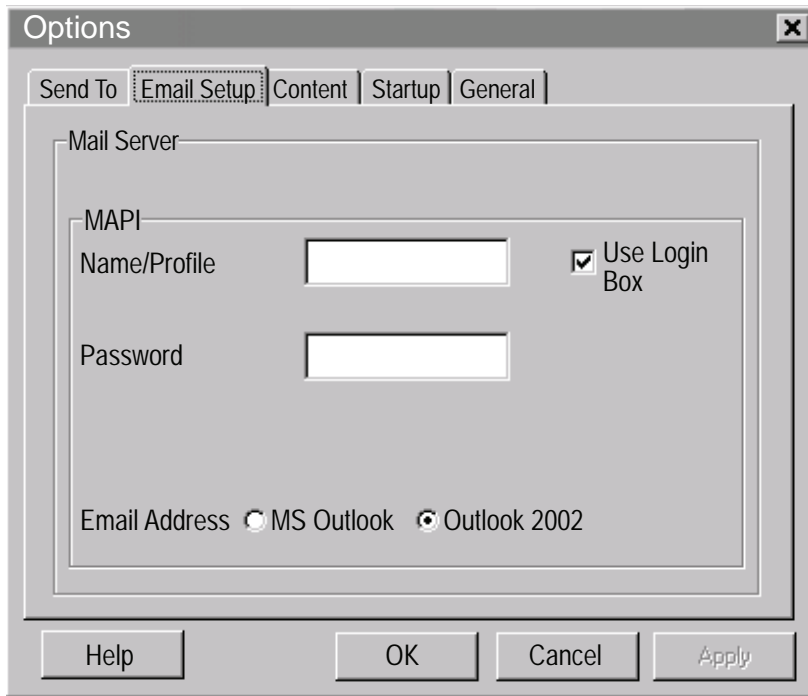 Options
Send To Email Setup Content Startup General
Mail Server
MAPI
Name/Profile
Use Login
Box
Password
Email Address MS Outlook Outlook 2002
Help OK Cancel Apply